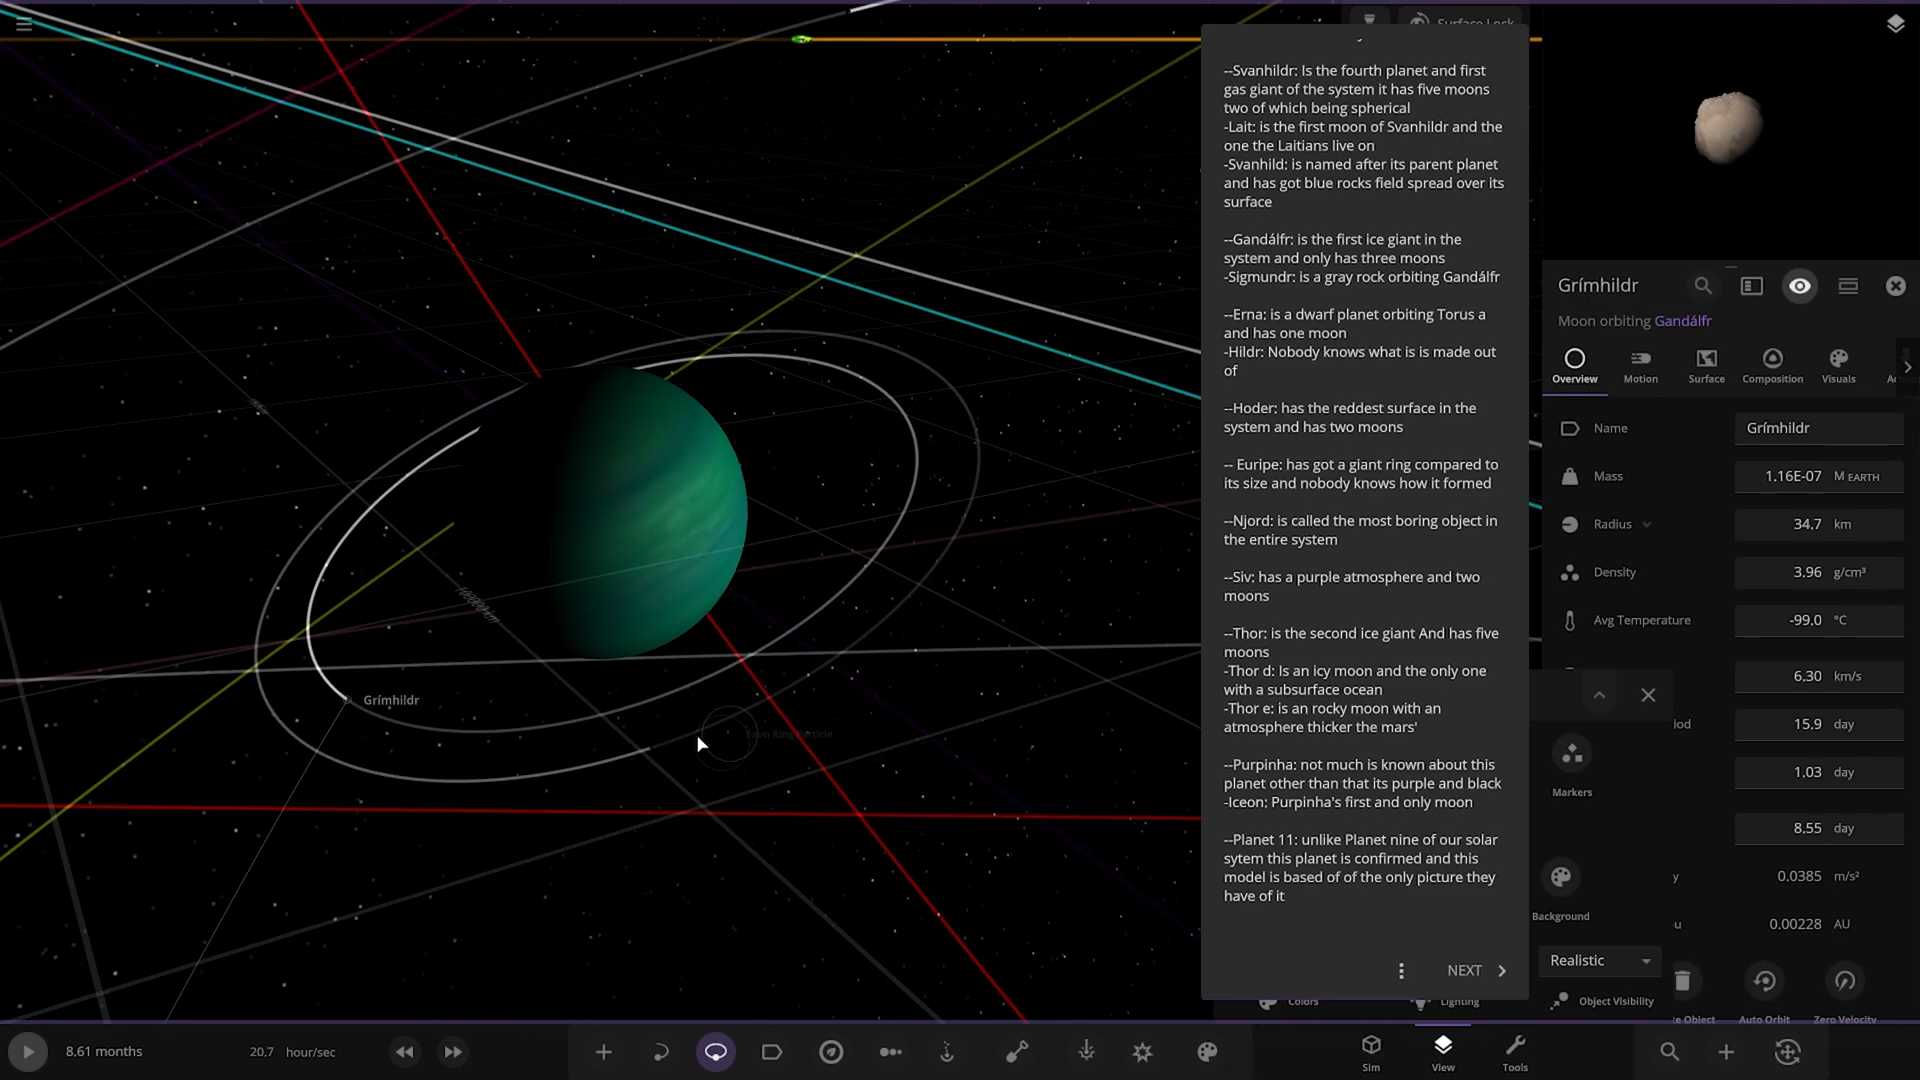 Surface Lock
--Svanhildr: Is the fourth planet and first
gas giant of the system it has five moons
two of which being spherical
-Lait: is the first moon of Svanhildr and the
one the Laitians live on
-Svanhild: is named after its parent planet
and has got blue rocks field spread over its
surface
--Gandálfr: is the first ice giant in the
system and only has three moons
-Sigmundr: is a gray rock orbiting Gandálfr
--Erna: is a dwarf planet orbiting Torus a
and has one moon
-Hildr: Nobody knows what is is made out
of
--Hoder: has the reddest surface in the
system and has two moons
-- Euripe: has got a giant ring compared to
its size and nobody knows how it formed
--Njord: is called the most boring object in
the entire system
--Siv: has a purple atmosphere and two
moons
--Thor: is the second ice giant And has five
moons
-Thor d: Is an icy moon and the only one
with a subsurface ocean
-Thor e: is an rocky moon with an
atmosphere thicker the mars'
--Purpinha: not much is known about this
planet other than that its purple and black
-Iceon: Purpinha's first and only moon
--Planet 11: unlike Planet nine of our solar
sytem this planet is confirmed and this
model is based of of the only picture they
have of it
NEXT
Colors
Lighting
Grímhildr
Moon orbiting Gandálfr
Overview Motion Surface Composition Visuals
Name Grímhildr
Mass 1.16E-07 M EARTH
Radius 34.7 km
Density 3.96 g/cm³
Avg Temperature -99.0 °C
6.30 km/s
iod 15.9 day
1.03 day
8.55 day
y 0.0385 m/s²
u 0.00228 AU
Markers
Background
Realistic
Object Visibility
te Object Auto Orbit Zero Velocity
Grímhildr
Faun Ring Particle
8.61 months
20.7 hour/sec
Sim View Tools